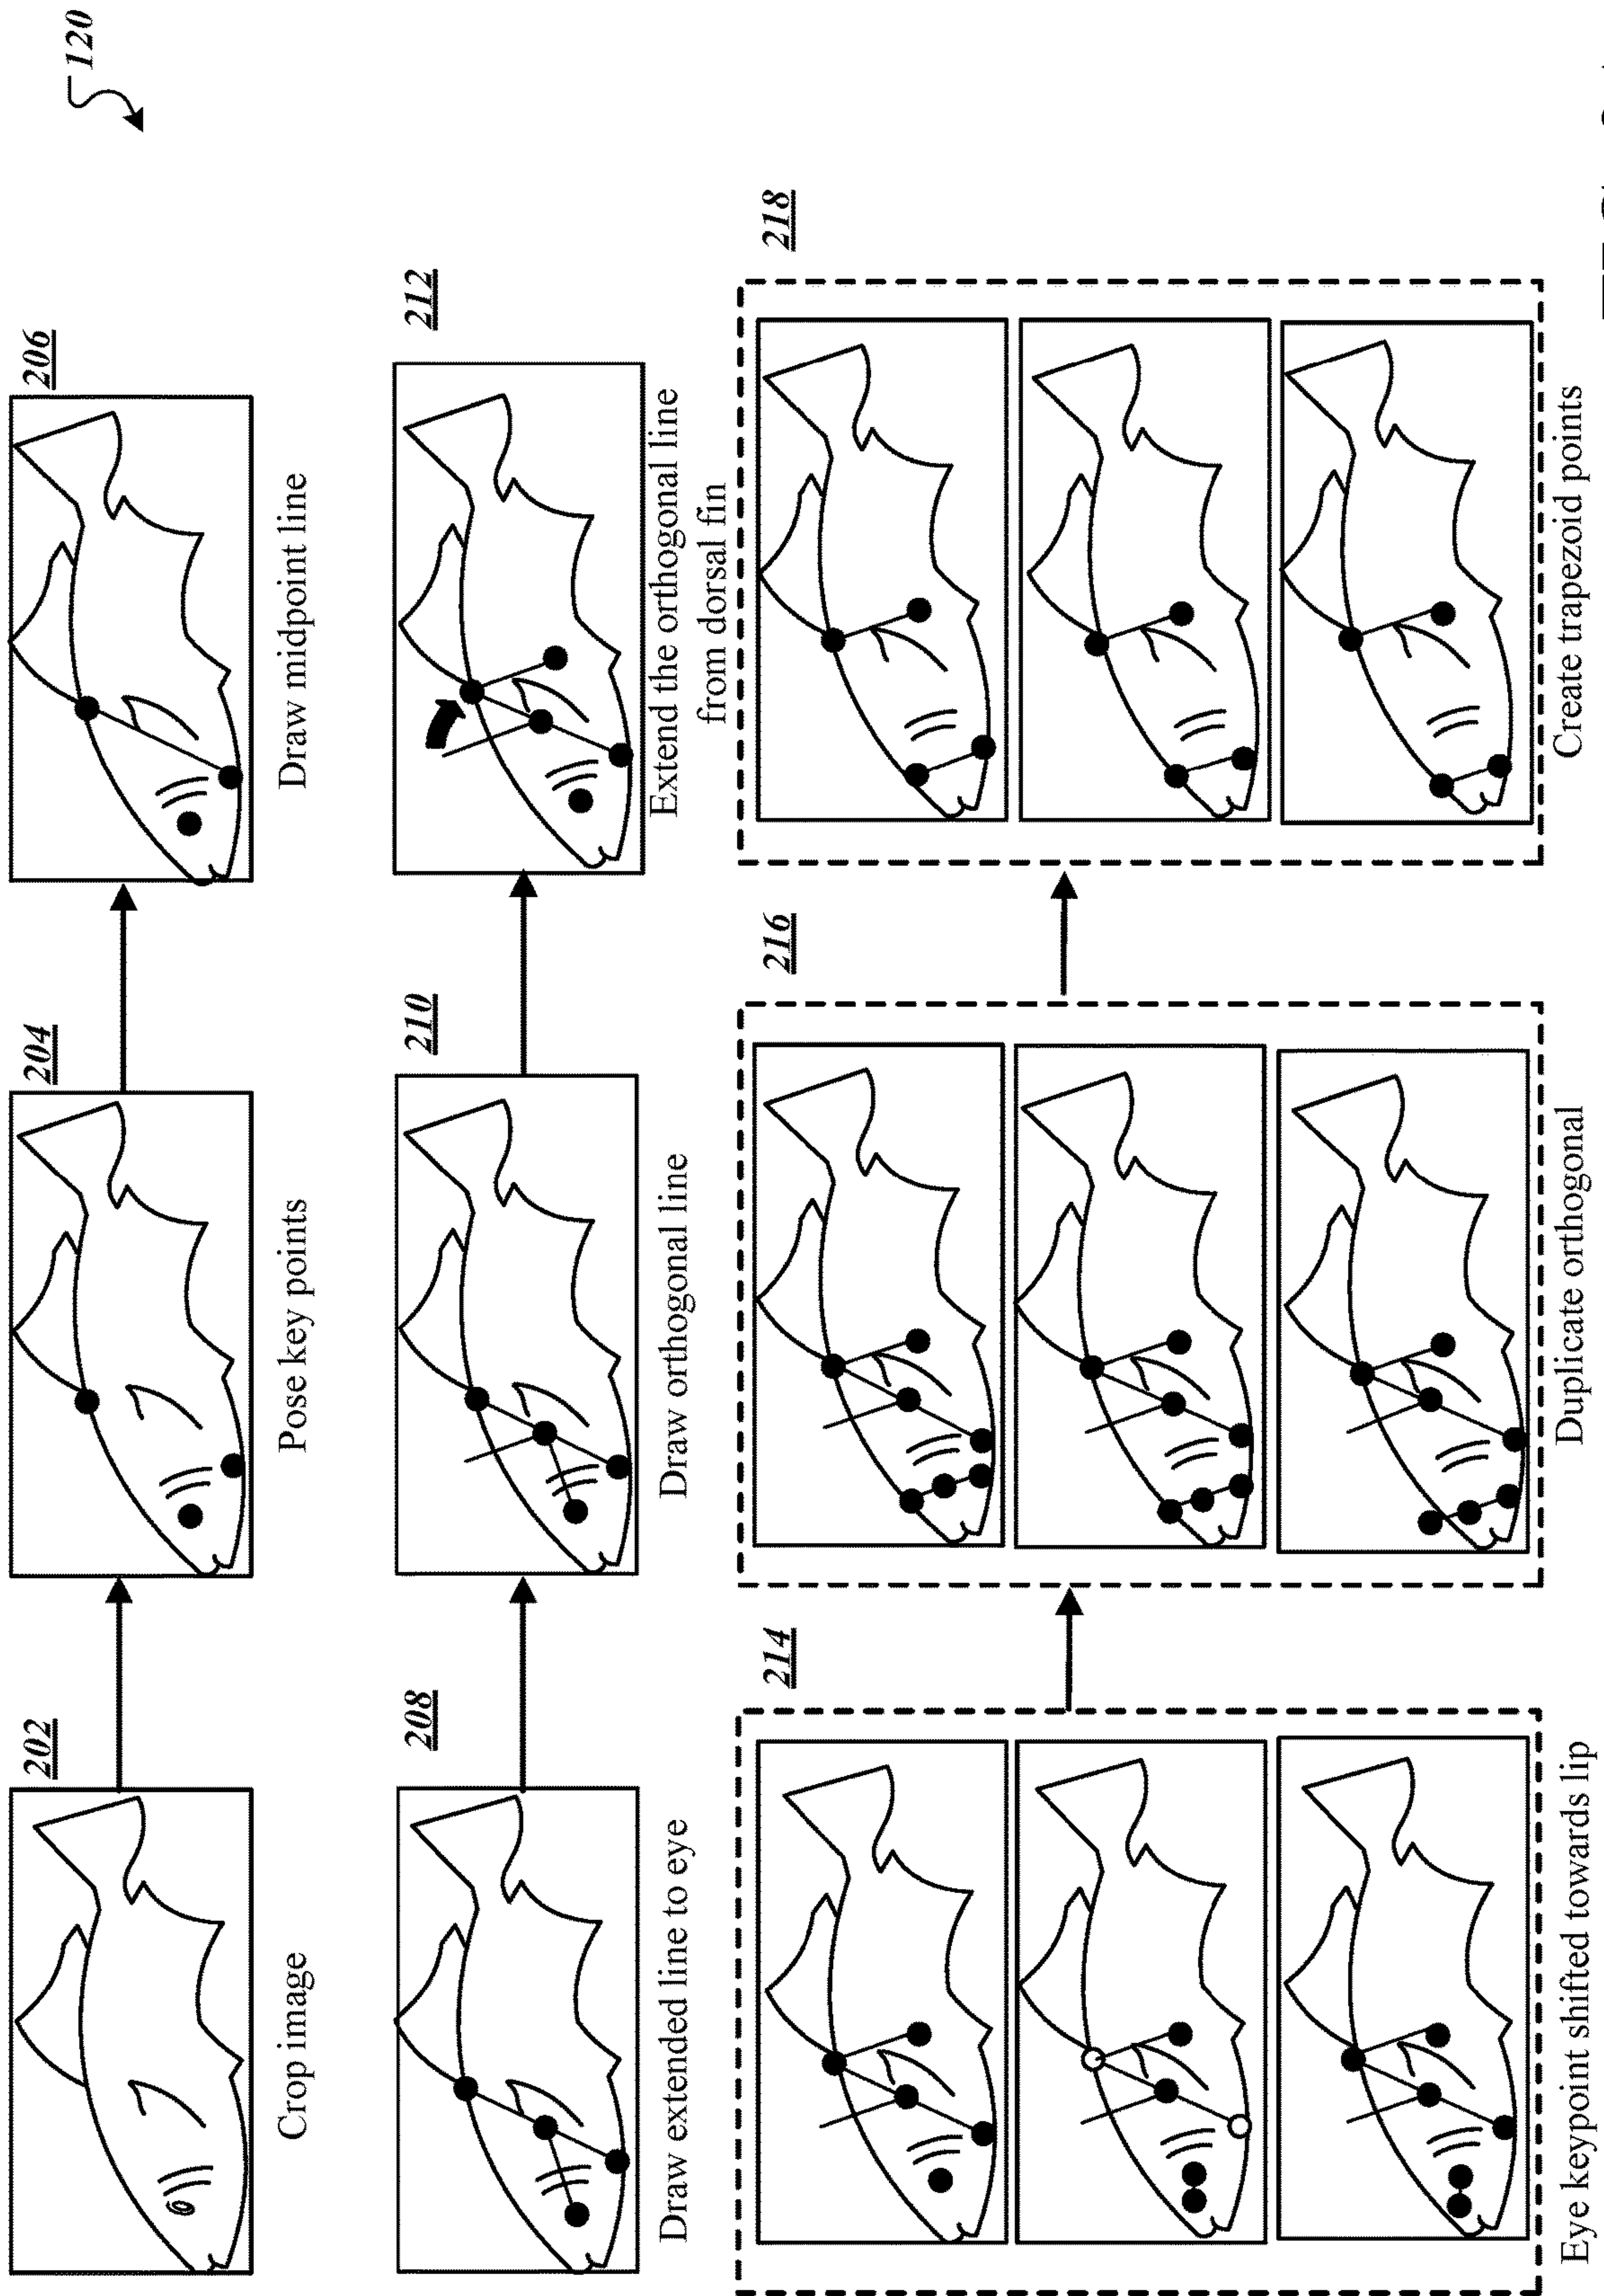 120
202
204
206
Crop image
Pose key points
Draw midpoint line
208
210
212
Draw extended line to eye
Draw orthogonal line
Extend the orthogonal line
from dorsal fin
214
216
218
Eye keypoint shifted towards lip
Duplicate orthogonal
Create trapezoid points